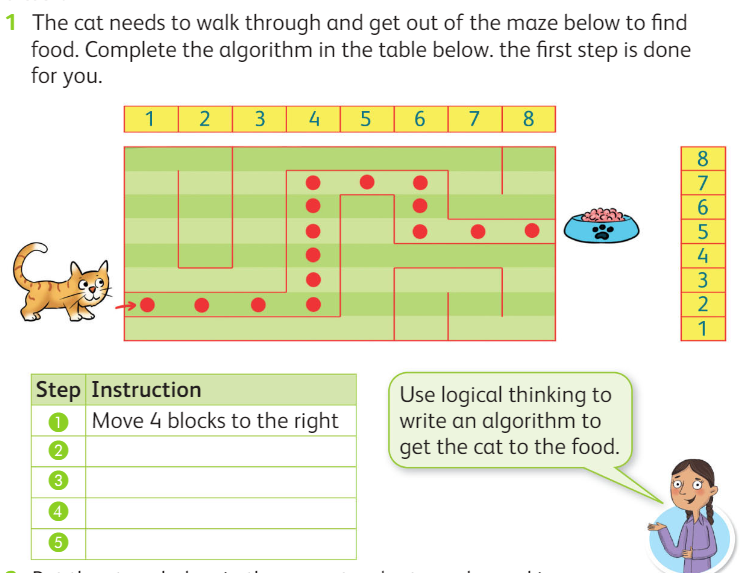 1 The cat needs to walk through and get out of the maze below to find
food. Complete the algorithm in the table below. the first step is done
for you.
1 2 3 4 5 6 7 8
8
7
6
5
4
3
2
1
Step Instruction
1 Move 4 blocks to the right
2
3
4
5
Use logical thinking to
write an algorithm to
get the cat to the food.